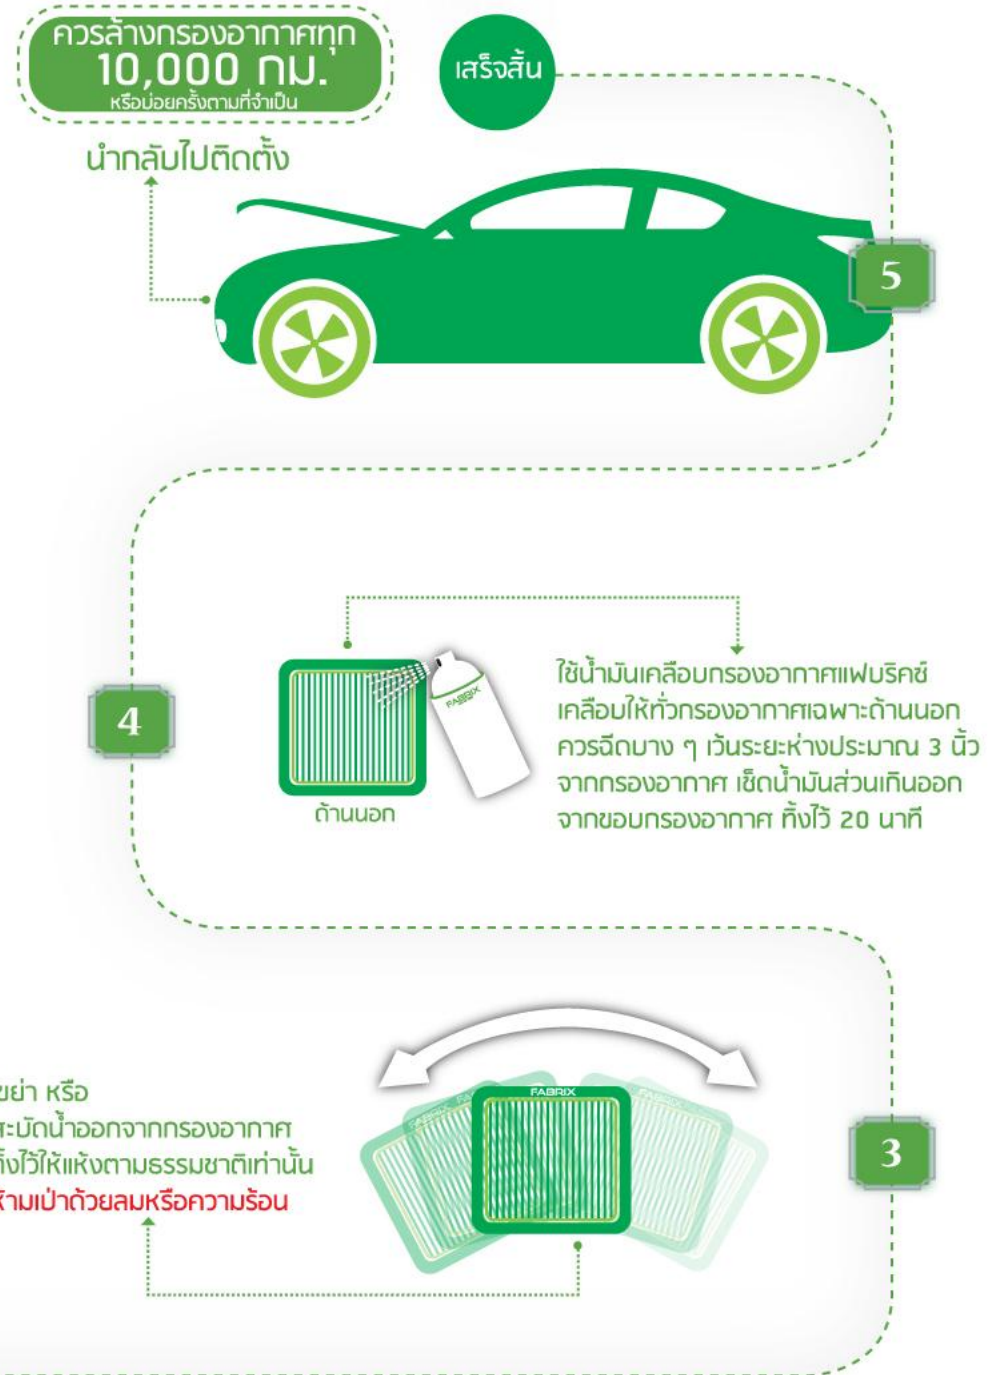 ควรล้างกรองอากาศทุก
10,000 กม.
หรือบ่อยครั้งตามที่จำเป็น
เสร็จสิ้น
นำกลับไปติดตั้ง
5
4
FABRIX
ด้านนอก
ใช้น้ำมันเคลือบกรองอากาศแฟบริคซ์
เคลือบให้ทั่วกรองอากาศเฉพาะด้านนอก
ควรฉีดบาง ๆ เว้นระยะห่างประมาณ 3 นิ้ว
จากกรองอากาศ เช็ดน้ำมันส่วนเกินออก
จากขอบกรองอากาศ ทิ้งไว้ 20 นาที
ขย่า หรือ
สะบัดน้ำออกจากกรองอากาศ
ทิ้งไว้ให้แห้งตามธรรมชาติเท่านั้น
ห้ามเป่าด้วยลมหรือความร้อน
FABRIX
3